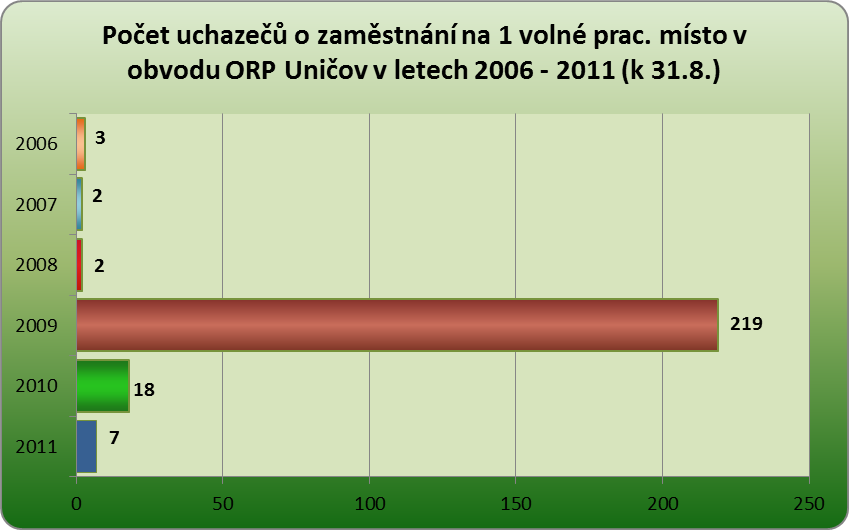 Počet uchazečů o zaměstnání na 1 volné prac. místo v
obvodu ORP Uničov v letech 2006 - 2011 (k 31.8.)
2006 3
2007 2
2008 2
2009 219
2010 18
2011 7
0 50 100 150 200 250